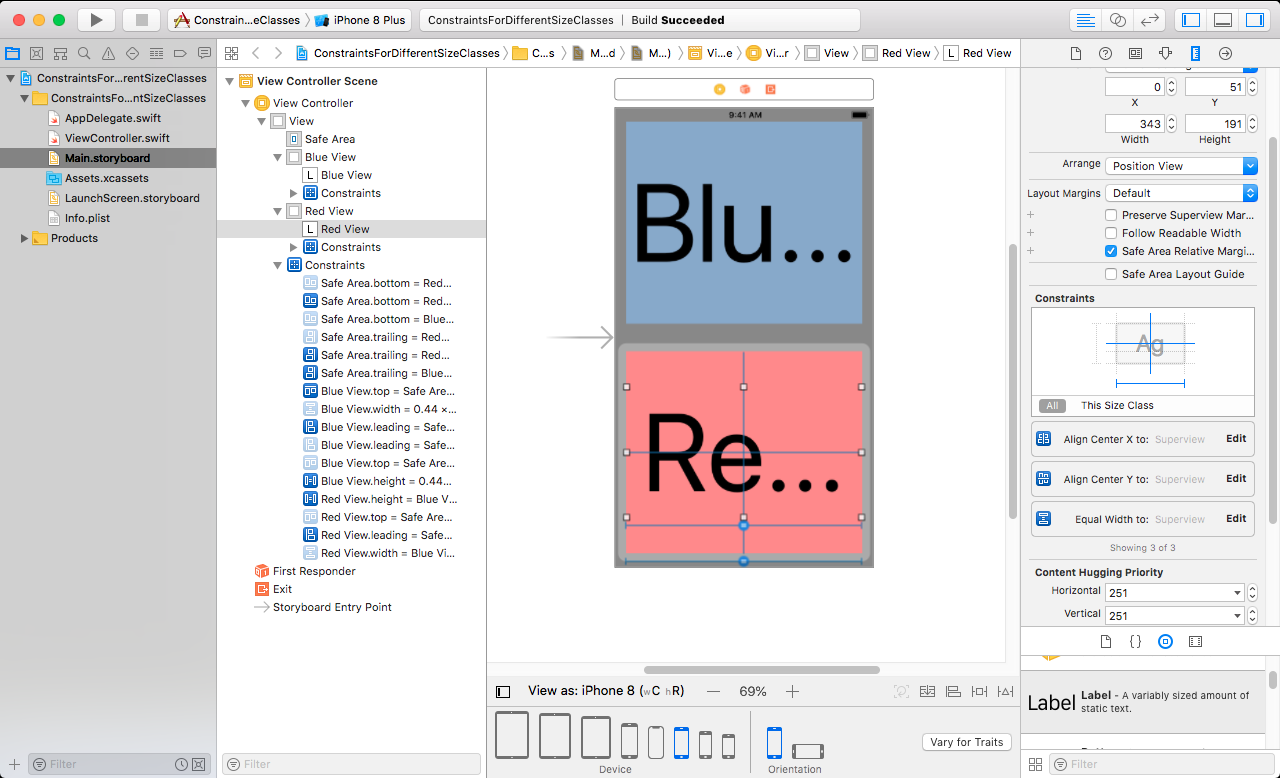 Constrain...eClasses
iPhone 8 Plus
ConstraintsForDifferentSizeClasses | Build Succeeded
ConstraintsForDifferentSizeClasses
C...s
M...d
M...)
Vi...e
Vi...r
View
Red View
L Red View
ConstraintsFo...rentSizeClasses
ConstraintsFo...ntSizeClasses
AppDelegate.swift
ViewController.swift
Main.storyboard
Assets.xcassets
LaunchScreen.storyboard
Info.plist
Products
Filter
View Controller Scene
View Controller
View
Safe Area
Blue View
L Blue View
Constraints
Red View
L Red View
Constraints
Constraints
Safe Area.bottom = Red...
Safe Area.bottom = Red...
Safe Area.bottom = Blue...
Safe Area.trailing = Red...
Safe Area.trailing = Red...
Safe Area.trailing = Blue...
Blue View.top = Safe Are...
Blue View.width = 0.44 ×...
Blue View.leading = Safe...
Blue View.leading = Safe...
Blue View.top = Safe Are...
Blue View.height = 0.44...
Red View.height = Blue V...
Red View.top = Safe Are...
Red View.leading = Safe...
Red View.width = Blue Vi...
First Responder
Exit
Storyboard Entry Point
Filter
9:41 AM
Blu...
Re...
View as: iPhone 8 (wC hR)
— 69% +
Device
Orientation
Vary for Traits
0
51
X
Y
343
191
Width
Height
Arrange
Position View
Layout Margins
Default
Preserve Superview Mar...
Follow Readable Width
Safe Area Relative Margi...
Safe Area Layout Guide
Constraints
Ag
All
This Size Class
Align Center X to: Superview Edit
Align Center Y to: Superview Edit
Equal Width to: Superview Edit
Showing 3 of 3
Content Hugging Priority
Horizontal 251
Vertical 251
{}
Label
Label - A variably sized amount of
static text.
Filter